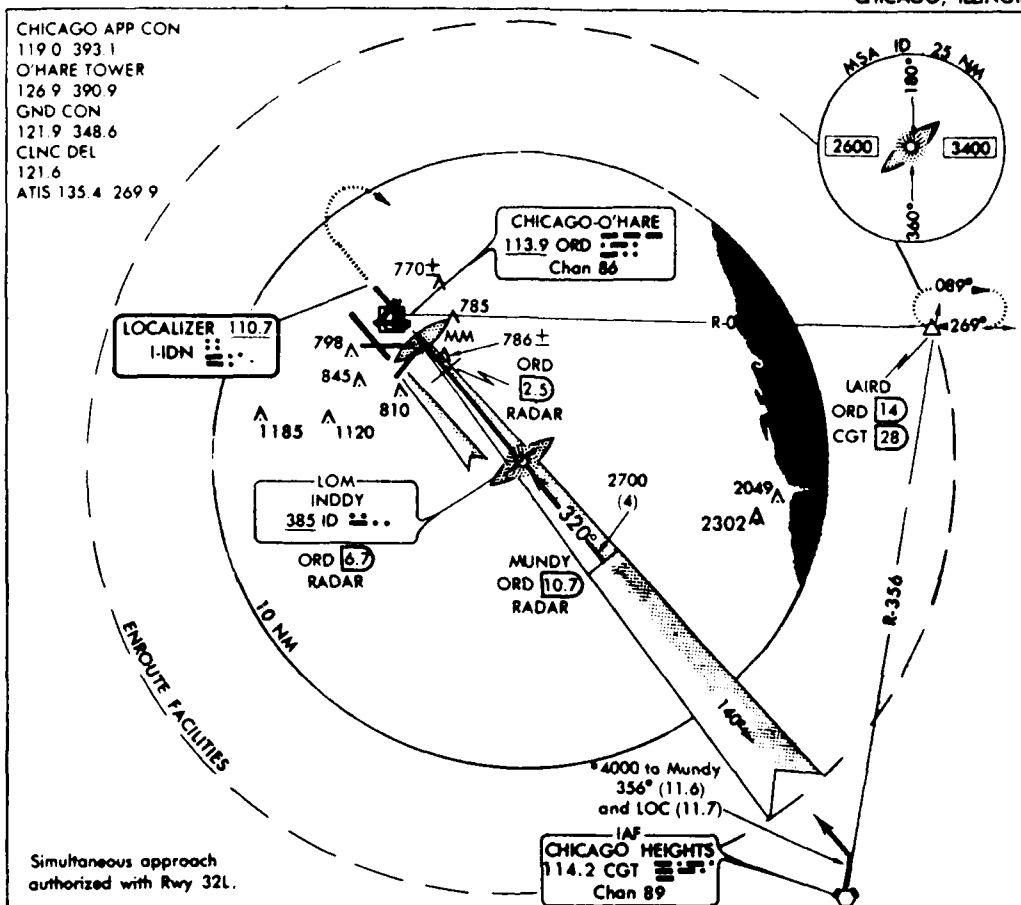 CHICAGO APP CON
119 0 393.1
O'HARE TOWER
126 9 390.9
GND CON
121.9 348.6
CLNC DEL
121.6
ATIS 135.4 269 9
MSA ID 25 NM
180°
2600
3400
360°
CHICAGO-O'HARE
113.9 ORD
Chan 86
770±
785
LOCALIZER 110.7
I-IDN
798
MM
786±
845
810
ORD
2.5
RADAR
1185
1120
089°
269°
LAIRD
ORD 14
CGT 28
LOM
INDDY
385 ID
ORD 6.7
RADAR
2700
(4)
320°
2049
2302
MUNDY
ORD 10.7
RADAR
R-356
10 NM
ENROUTE FACILITIES
140°
*4000 to Mundy
356° (11.6)
and LOC (11.7)
IAF
CHICAGO HEIGHTS
114.2 CGT
Chan 89
Simultaneous approach
authorized with Rwy 32L.